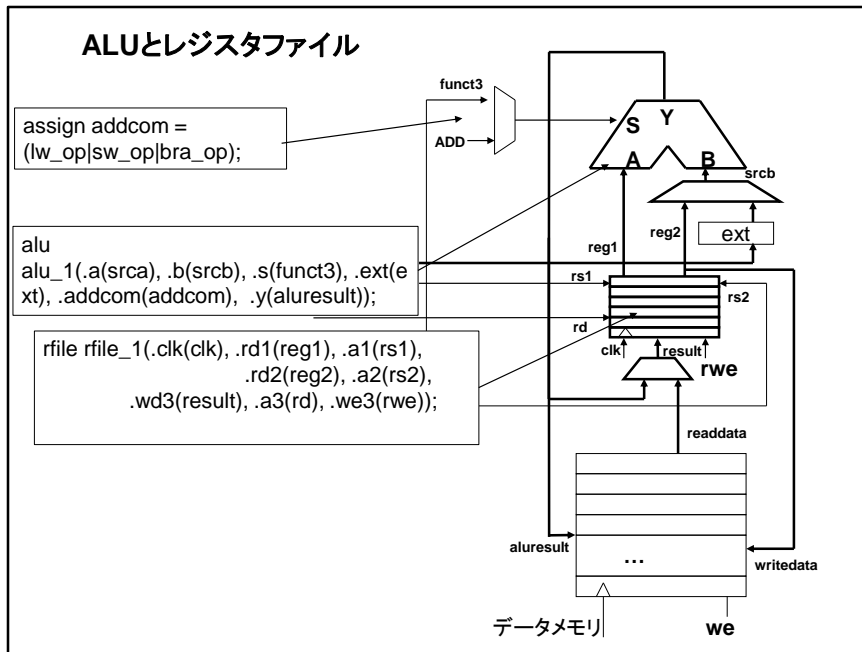 ALUとレジスタファイル
funct3
assign addcom =
(lw_op|sw_op|bra_op);
ADD
S
Y
A
B
srcb
alu
alu_1(.a(srca), .b(srcb), .s(funct3), .ext(e
xt), .addcom(addcom), .y(aluresult));
reg1
reg2
ext
rs1
rs2
rd
rfile rfile_1(.clk(clk), .rd1(reg1), .a1(rs1),
.rd2(reg2), .a2(rs2),
.wd3(result), .a3(rd), .we3(rwe));
clk
result
rwe
readdata
aluresult
...
writedata
データメモリ
we